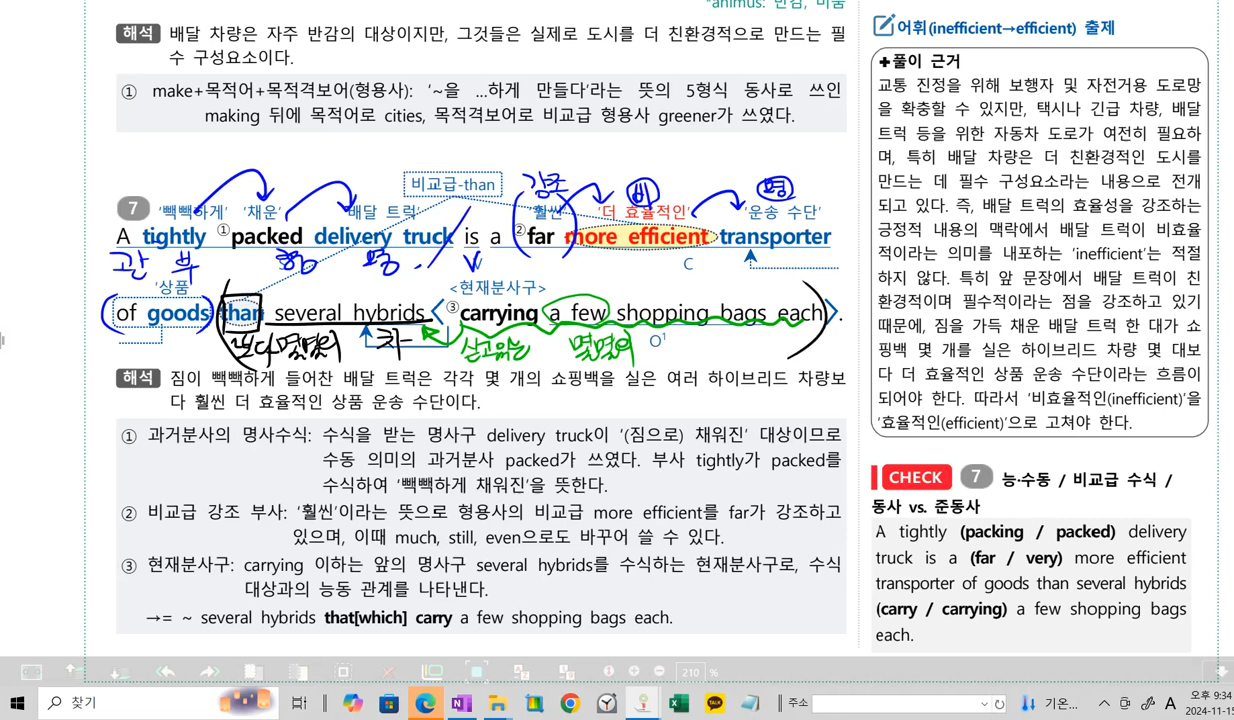 *animus: 반감, 미움
해석 배달 차량은 자주 반감의 대상이지만, 그것들은 실제로 도시를 더 친환경적으로 만드는 필
수 구성요소이다.
① make+목적어+목적격보어(형용사): '~을 …하게 만들다'라는 뜻의 5형식 동사로 쓰인
making 뒤에 목적어로 cities, 목적격보어로 비교급 형용사 greener가 쓰였다.
비교급-than
강조 비 명
7 '빽빽하게' '채운' '배달 트럭' '훨씬' '더 효율적인' '운송 수단'
A tightly ①packed delivery truck is a ②far more efficient transporter
관 부 형 명 V C
'상품' <현재분사구>
of goods than several hybrids ③carrying a few shopping bags each.
보다 몇몇의 차 싣고있는 몇몇의 O'
해석 짐이 빽빽하게 들어찬 배달 트럭은 각각 몇 개의 쇼핑백을 실은 여러 하이브리드 차량보
다 훨씬 더 효율적인 상품 운송 수단이다.
① 과거분사의 명사수식: 수식을 받는 명사구 delivery truck이 '(짐으로) 채워진' 대상이므로
수동 의미의 과거분사 packed가 쓰였다. 부사 tightly가 packed를
수식하여 '빽빽하게 채워진'을 뜻한다.
② 비교급 강조 부사: '훨씬'이라는 뜻으로 형용사의 비교급 more efficient를 far가 강조하고
있으며, 이때 much, still, even으로도 바꾸어 쓸 수 있다.
③ 현재분사구: carrying 이하는 앞의 명사구 several hybrids를 수식하는 현재분사구로, 수식
대상과의 능동 관계를 나타낸다.
→= ~ several hybrids that[which] carry a few shopping bags each.
어휘(inefficient→efficient) 출제
✚풀이 근거
교통 진정을 위해 보행자 및 자전거용 도로망
을 확충할 수 있지만, 택시나 긴급 차량, 배달
트럭 등을 위한 자동차 도로가 여전히 필요하
며, 특히 배달 차량은 더 친환경적인 도시를
만드는 데 필수 구성요소라는 내용으로 전개
되고 있다. 즉, 배달 트럭의 효율성을 강조하는
긍정적 내용의 맥락에서 배달 트럭이 비효율
적이라는 의미를 내포하는 'inefficient'는 적절
하지 않다. 특히 앞 문장에서 배달 트럭이 친
환경적이며 필수적이라는 점을 강조하고 있기
때문에, 짐을 가득 채운 배달 트럭 한 대가 쇼
핑백 몇 개를 실은 하이브리드 차량 몇 대보
다 더 효율적인 상품 운송 수단이라는 흐름이
되어야 한다. 따라서 '비효율적인(inefficient)'을
'효율적인(efficient)'으로 고쳐야 한다.
CHECK 7 능·수동 / 비교급 수식 /
동사 vs. 준동사
A tightly (packing / packed) delivery
truck is a (far / very) more efficient
transporter of goods than several hybrids
(carry / carrying) a few shopping bags
each.
210 %
찾기 주소 기온... A 오후 9:34
2024-11-15